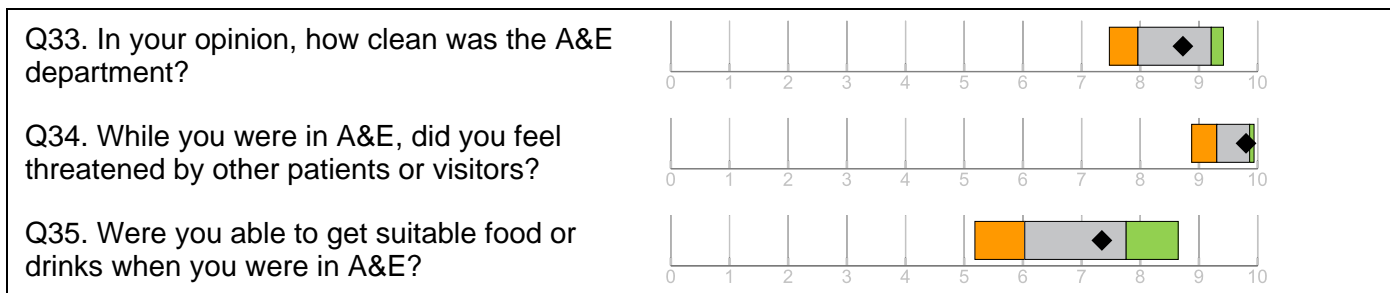 Q33. In your opinion, how clean was the A&E
department?
0 1 2 3 4 5 6 7 8 9 10
Q34. While you were in A&E, did you feel
threatened by other patients or visitors?
0 1 2 3 4 5 6 7 8 9 10
Q35. Were you able to get suitable food or
drinks when you were in A&E?
0 1 2 3 4 5 6 7 8 9 10